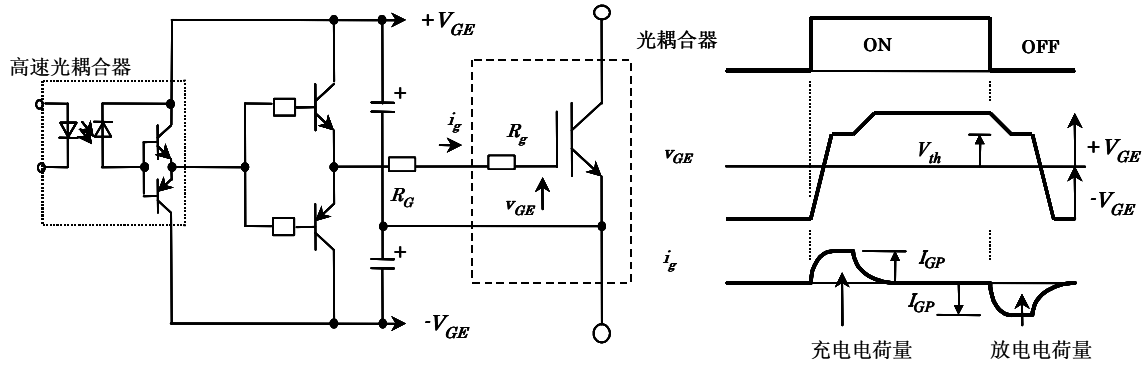 高速光耦合器
+V_GE
i_g
R_g
R_G
v_GE
-V_GE
光耦合器
ON
OFF
v_GE
V_th
+V_GE
-V_GE
i_g
I_GP
I_GP
充电电荷量
放电电荷量
+
+